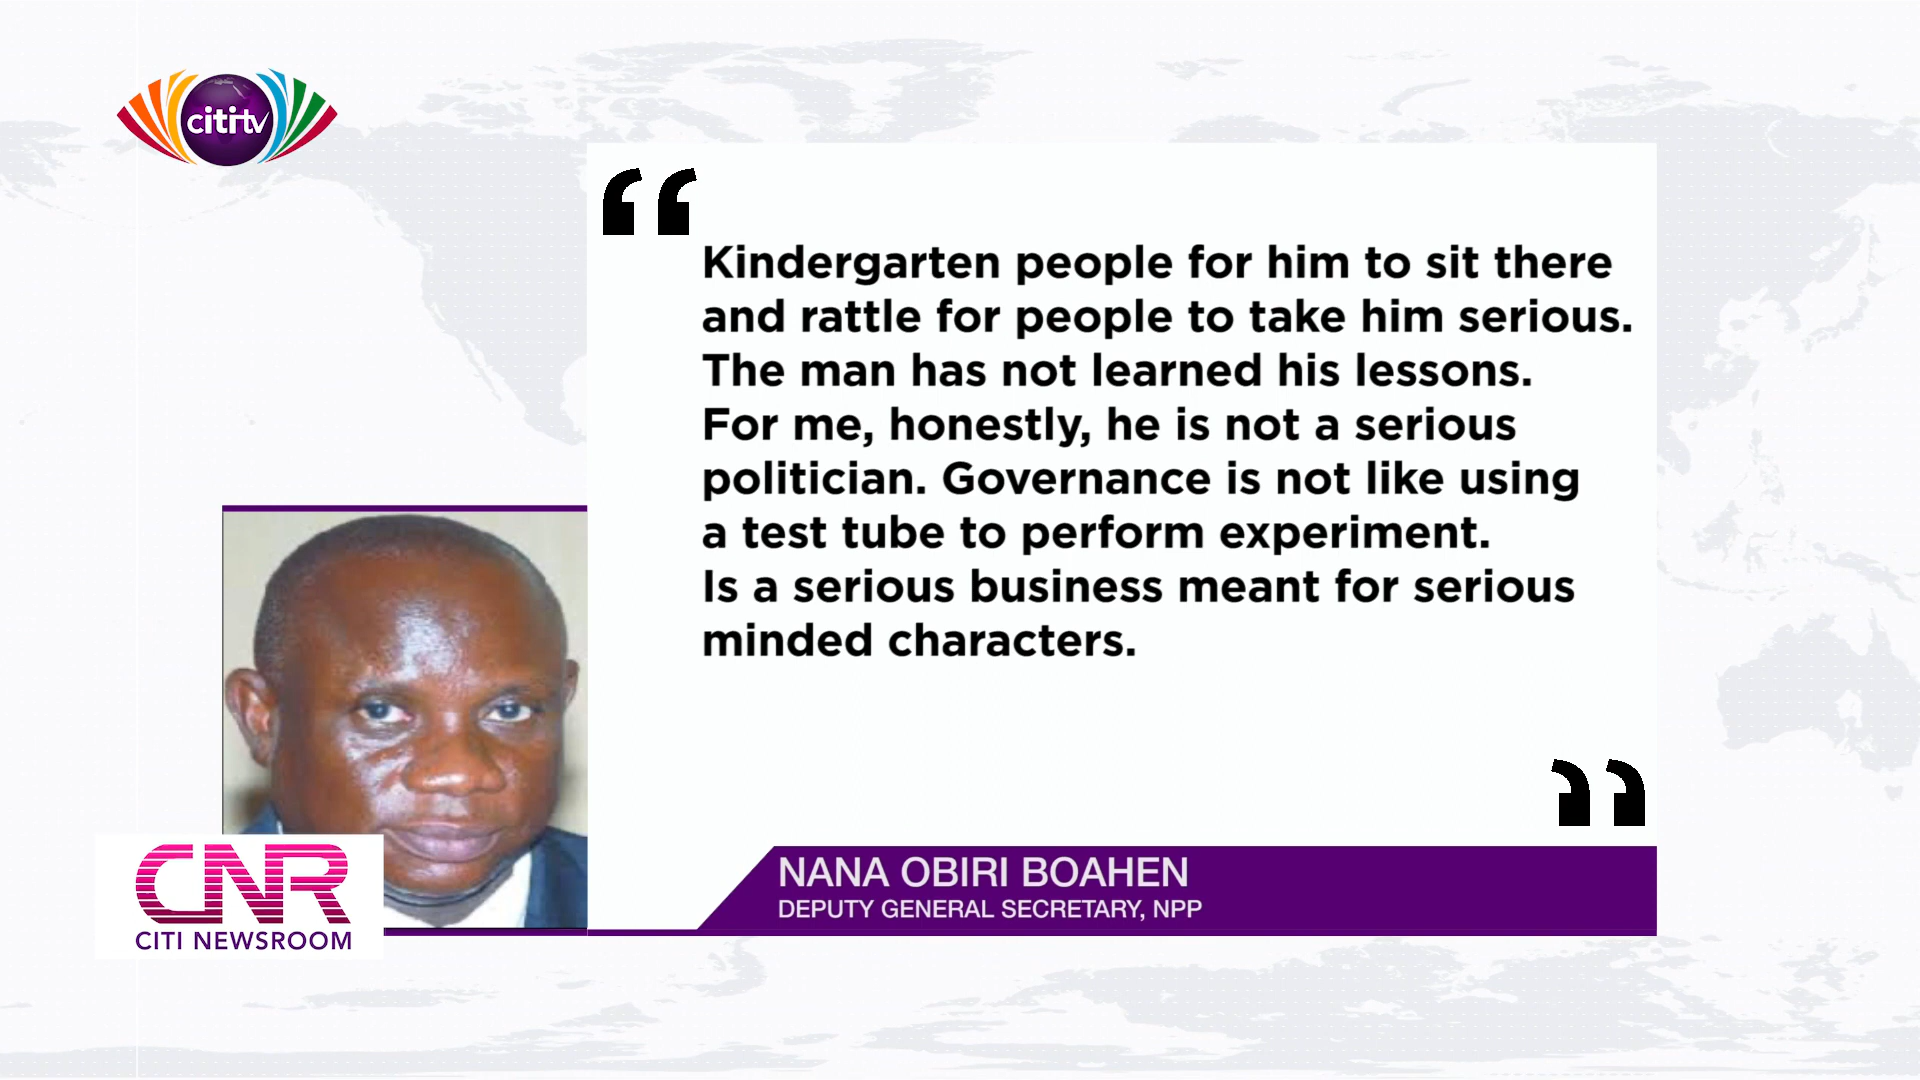 citi tv
“
Kindergarten people for him to sit there
and rattle for people to take him serious.
The man has not learned his lessons.
For me, honestly, he is not a serious
politician. Governance is not like using
a test tube to perform experiment.
Is a serious business meant for serious
minded characters.
”
NANA OBIRI BOAHEN
DEPUTY GENERAL SECRETARY, NPP
CNR
CITI NEWSROOM